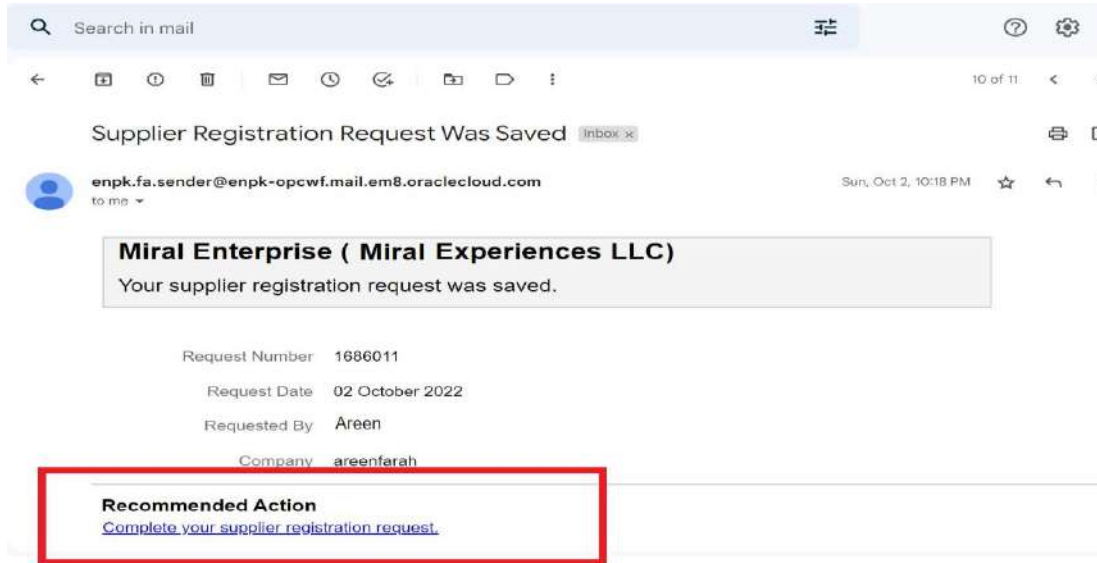 Search in mail
10 of 11
Supplier Registration Request Was Saved Inbox x
enpk.fa.sender@enpk-opcwf.mail.em8.oraclecloud.com Sun, Oct 2, 10:18 PM
to me
Miral Enterprise ( Miral Experiences LLC)
Your supplier registration request was saved.
Request Number 1686011
Request Date 02 October 2022
Requested By Areen
Company areenfarah
Recommended Action
Complete your supplier registration request.